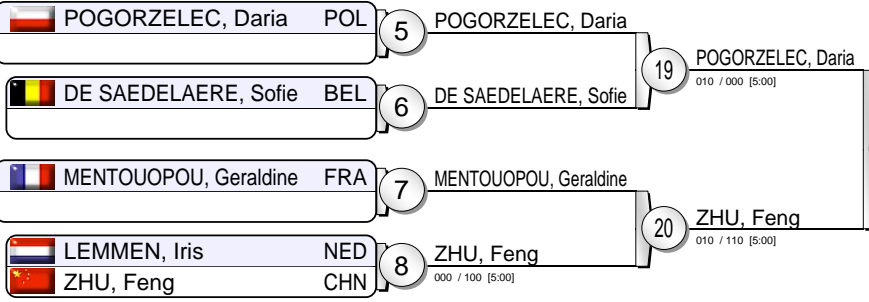 POGORZELEC, Daria POL
5
POGORZELEC, Daria
19
POGORZELEC, Daria
010 / 000 [5:00]
DE SAEDELAERE, Sofie BEL
6
DE SAEDELAERE, Sofie
MENTOUOPOU, Geraldine FRA
7
MENTOUOPOU, Geraldine
20
ZHU, Feng
010 / 110 [5:00]
LEMMEN, Iris NED
8
ZHU, Feng
000 / 100 [5:00]
ZHU, Feng CHN